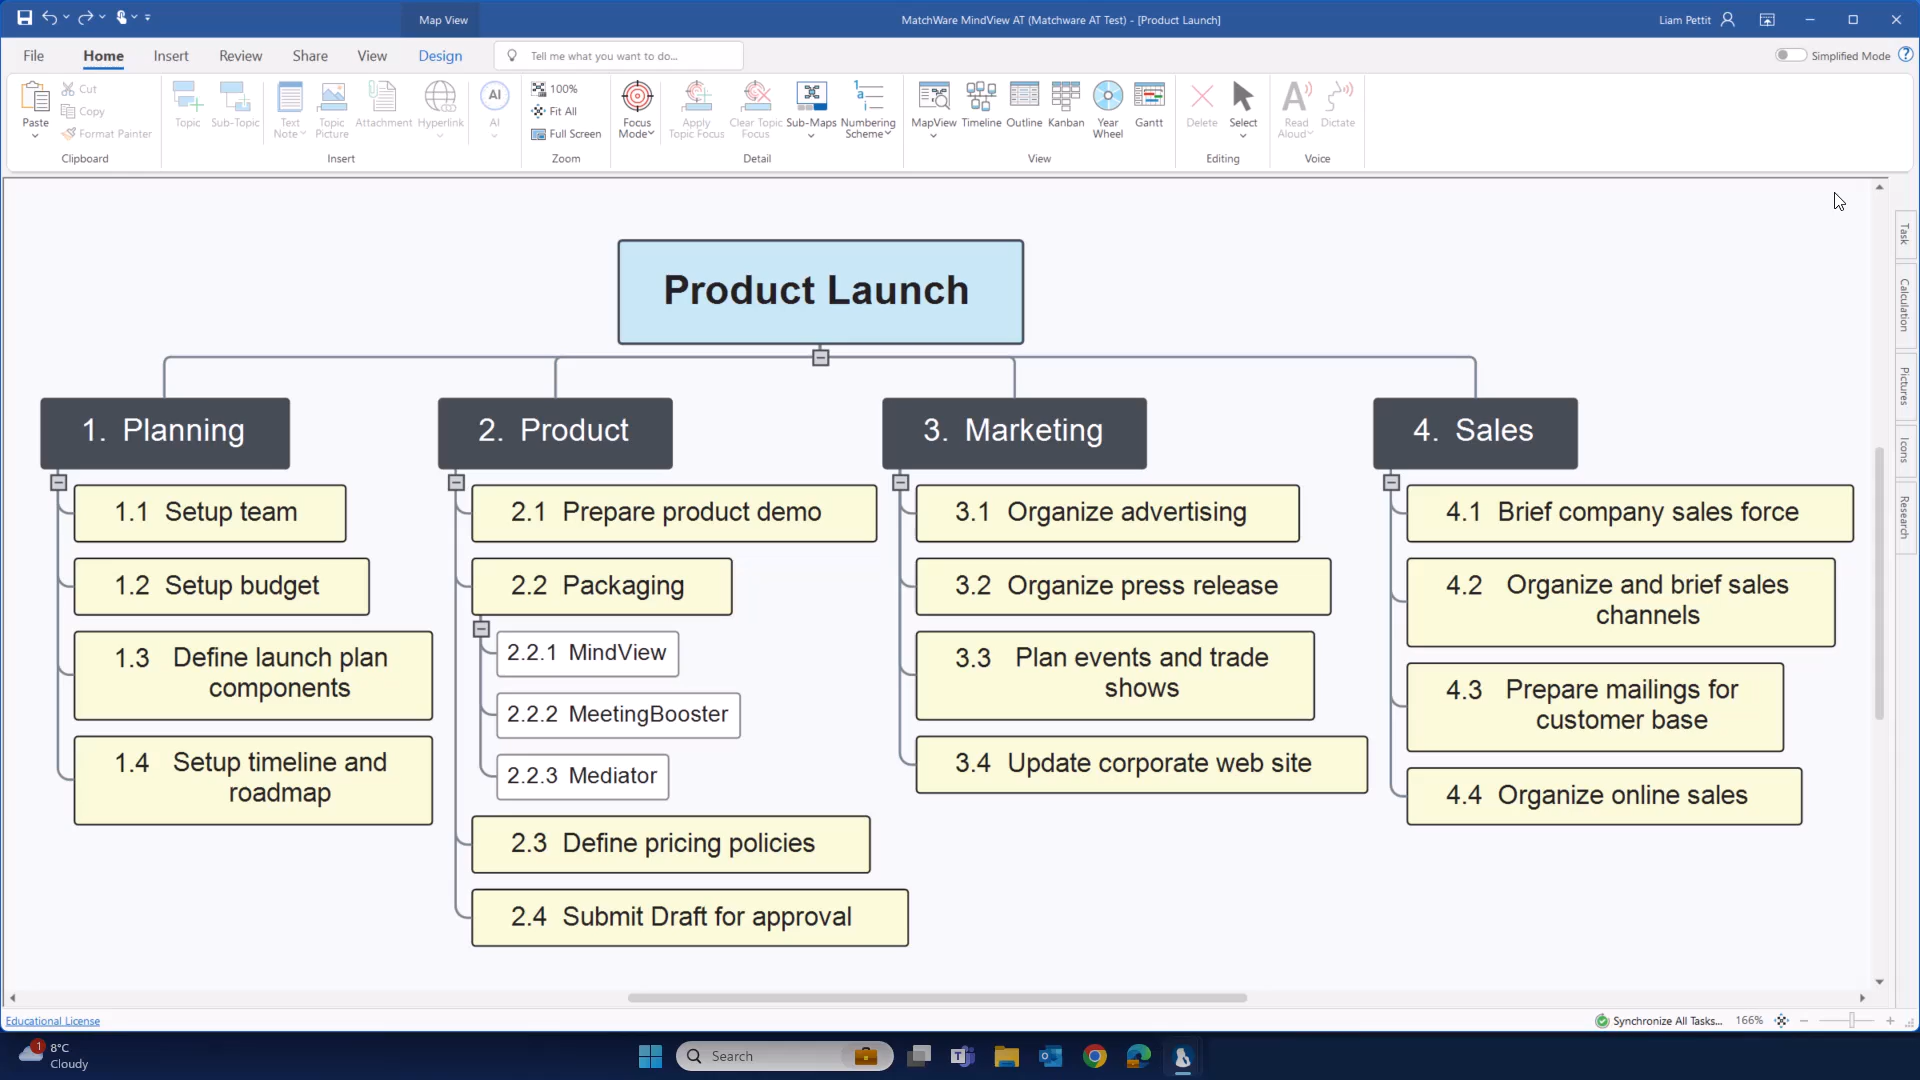 Map View
MatchWare MindView AT (Matchware AT Test) - [Product Launch]
Liam Pettit
File
Home
Insert
Review
Share
View
Design
Tell me what you want to do...
Simplified Mode
Paste
Cut
Copy
Format Painter
Clipboard
Topic
Sub-Topic
Text
Note
Topic
Picture
Attachment
Hyperlink
AI
AI
Insert
100%
Fit All
Full Screen
Zoom
Focus
Mode
Apply
Topic Focus
Clear Topic
Focus
Sub-Maps
Numbering
Scheme
Detail
MapView
Timeline
Outline
Kanban
Year
Wheel
Gantt
View
Delete
Select
Editing
Read
Aloud
Dictate
Voice
Task
Calculation
Pictures
Icons
Research
Product Launch
1. Planning
1.1 Setup team
1.2 Setup budget
1.3 Define launch plan
components
1.4 Setup timeline and
roadmap
2. Product
2.1 Prepare product demo
2.2 Packaging
2.2.1 MindView
2.2.2 MeetingBooster
2.2.3 Mediator
2.3 Define pricing policies
2.4 Submit Draft for approval
3. Marketing
3.1 Organize advertising
3.2 Organize press release
3.3 Plan events and trade
shows
3.4 Update corporate web site
4. Sales
4.1 Brief company sales force
4.2 Organize and brief sales
channels
4.3 Prepare mailings for
customer base
4.4 Organize online sales
Educational License
Synchronize All Tasks...
166%
1
8°C
Cloudy
Search